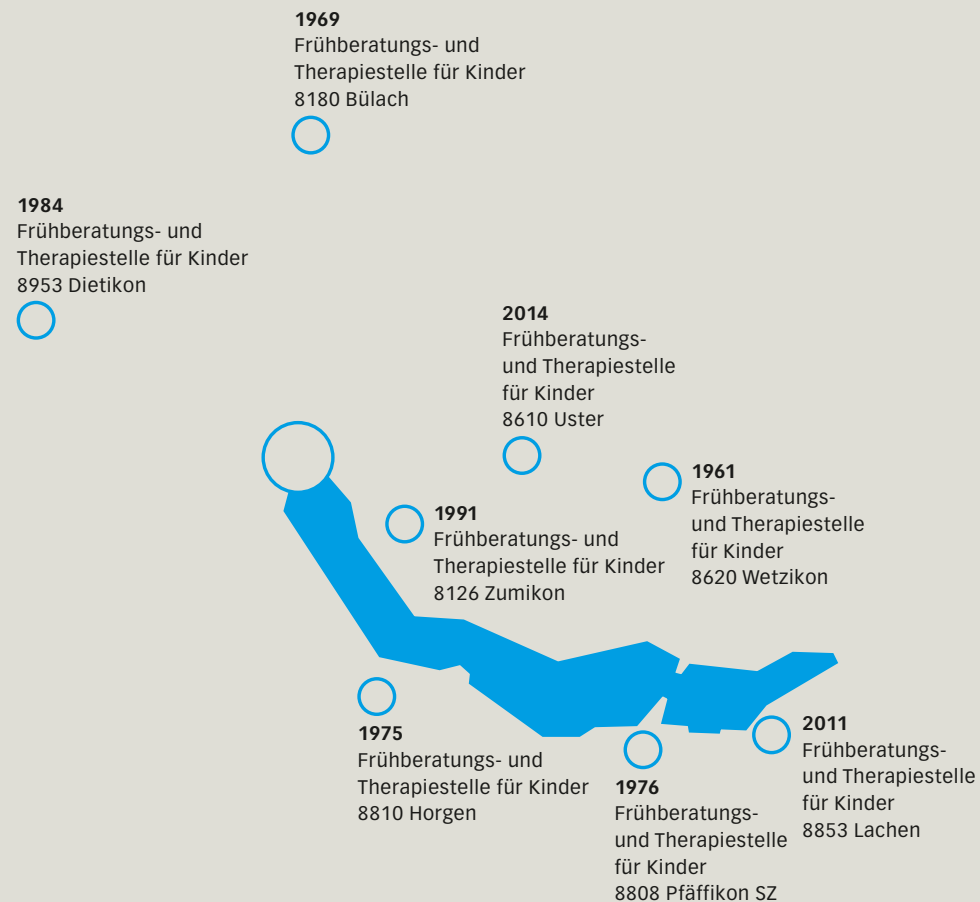 1969
Frühberatungs- und
Therapiestelle für Kinder
8180 Bülach
1984
Frühberatungs- und
Therapiestelle für Kinder
8953 Dietikon
2014
Frühberatungs-
und Therapiestelle
für Kinder
8610 Uster
1961
Frühberatungs-
und Therapiestelle
für Kinder
8620 Wetzikon
1991
Frühberatungs- und
Therapiestelle für Kinder
8126 Zumikon
1975
Frühberatungs- und
Therapiestelle für Kinder
8810 Horgen
1976
Frühberatungs-
und Therapiestelle
für Kinder
8808 Pfäffikon SZ
2011
Frühberatungs-
und Therapiestelle
für Kinder
8853 Lachen